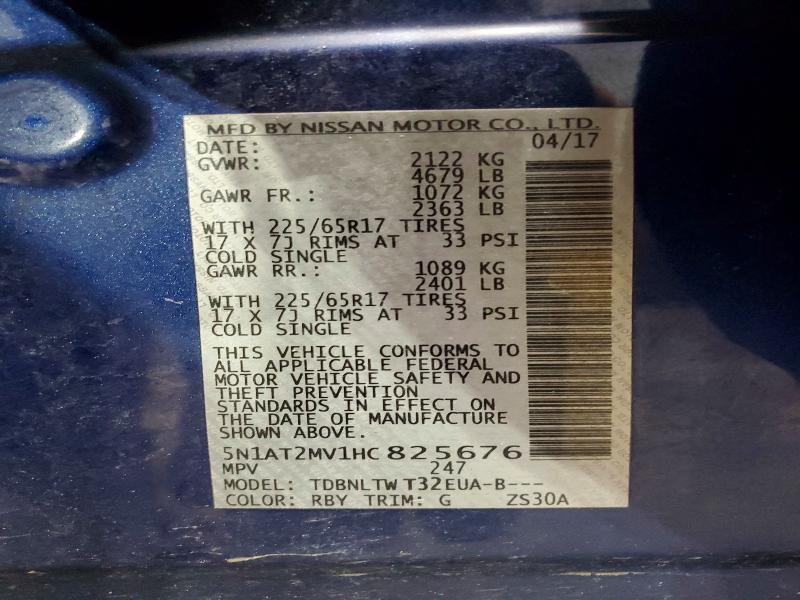 MFD BY NISSAN MOTOR CO., LTD.
DATE: 04/17
GVWR: 2122 KG
4679 LB
GAWR FR.: 1072 KG
2363 LB
WITH 225/65R17 TIRES
17 X 7J RIMS AT 33 PSI
COLD SINGLE
GAWR RR.: 1089 KG
2401 LB
WITH 225/65R17 TIRES
17 X 7J RIMS AT 33 PSI
COLD SINGLE
THIS VEHICLE CONFORMS TO
ALL APPLICABLE FEDERAL
MOTOR VEHICLE SAFETY AND
THEFT PREVENTION
STANDARDS IN EFFECT ON
THE DATE OF MANUFACTURE
SHOWN ABOVE.
5N1AT2MV1HC 825676
MPV 247
MODEL: TDBNLTW T32EUA-B---
COLOR: RBY TRIM: G ZS30A